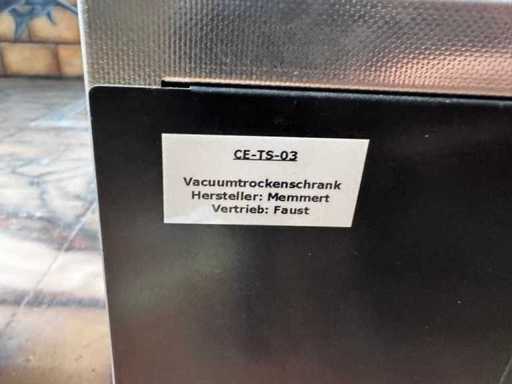 CE-TS-03
Vacuumtrockenschrank
Hersteller: Memmert
Vertrieb: Faust